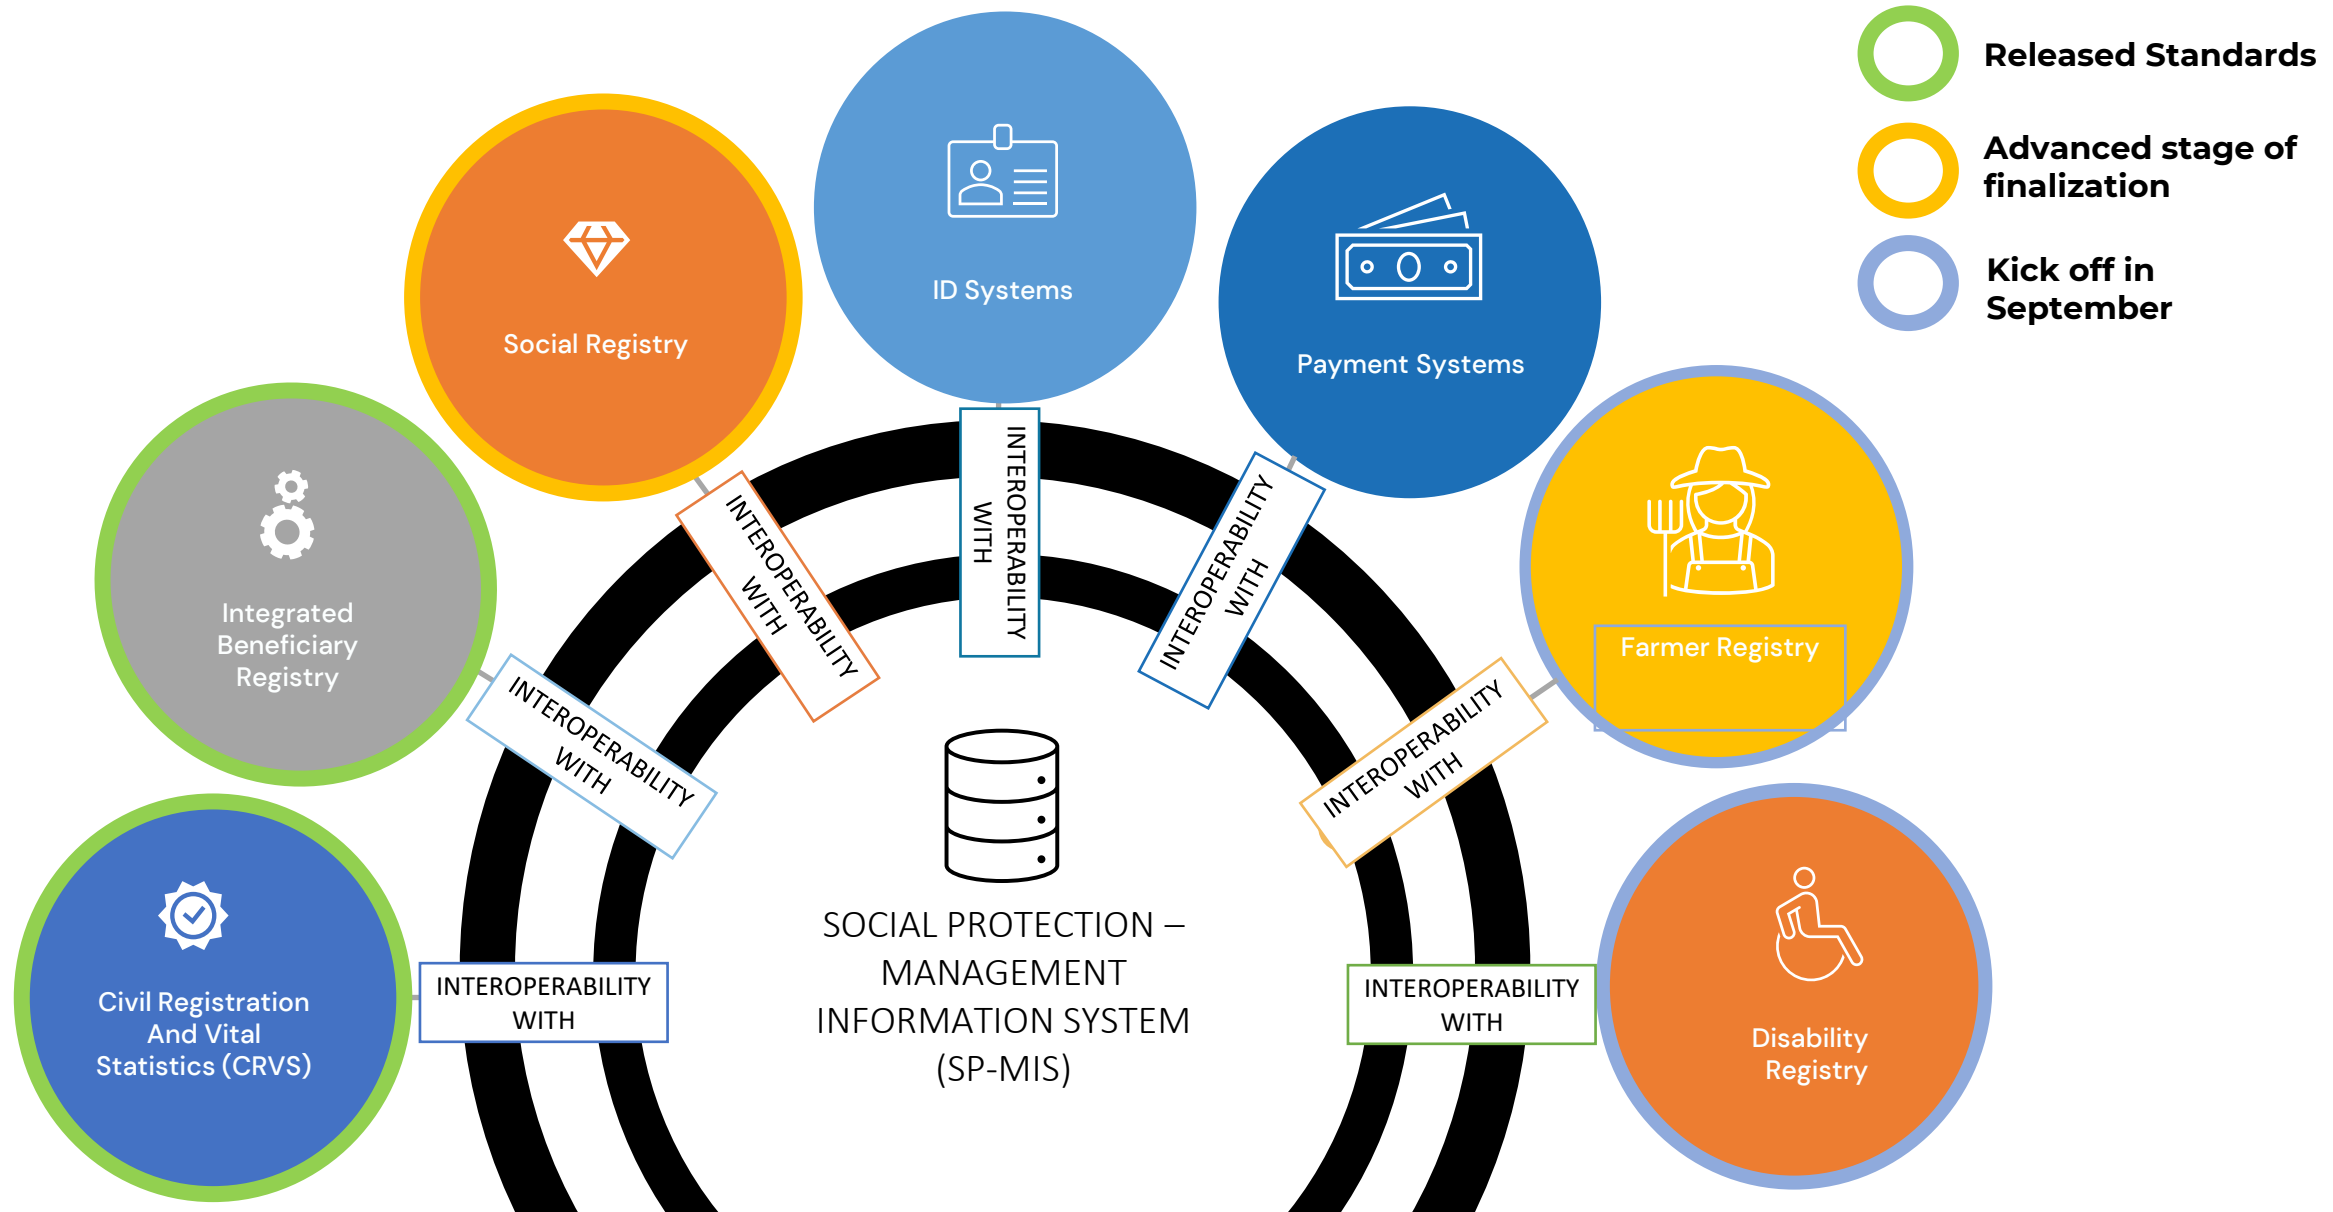 Released Standards
Advanced stage of
finalization
Kick off in
September
ID Systems
Social Registry
Payment Systems
Integrated
Beneficiary
Registry
Farmer Registry
Civil Registration
And Vital
Statistics (CRVS)
Disability
Registry
INTEROPERABILITY
WITH
INTEROPERABILITY
WITH
INTEROPERABILITY
WITH
INTEROPERABILITY
WITH
INTEROPERABILITY
WITH
INTEROPERABILITY
WITH
INTEROPERABILITY
WITH
SOCIAL PROTECTION –
MANAGEMENT
INFORMATION SYSTEM
(SP-MIS)